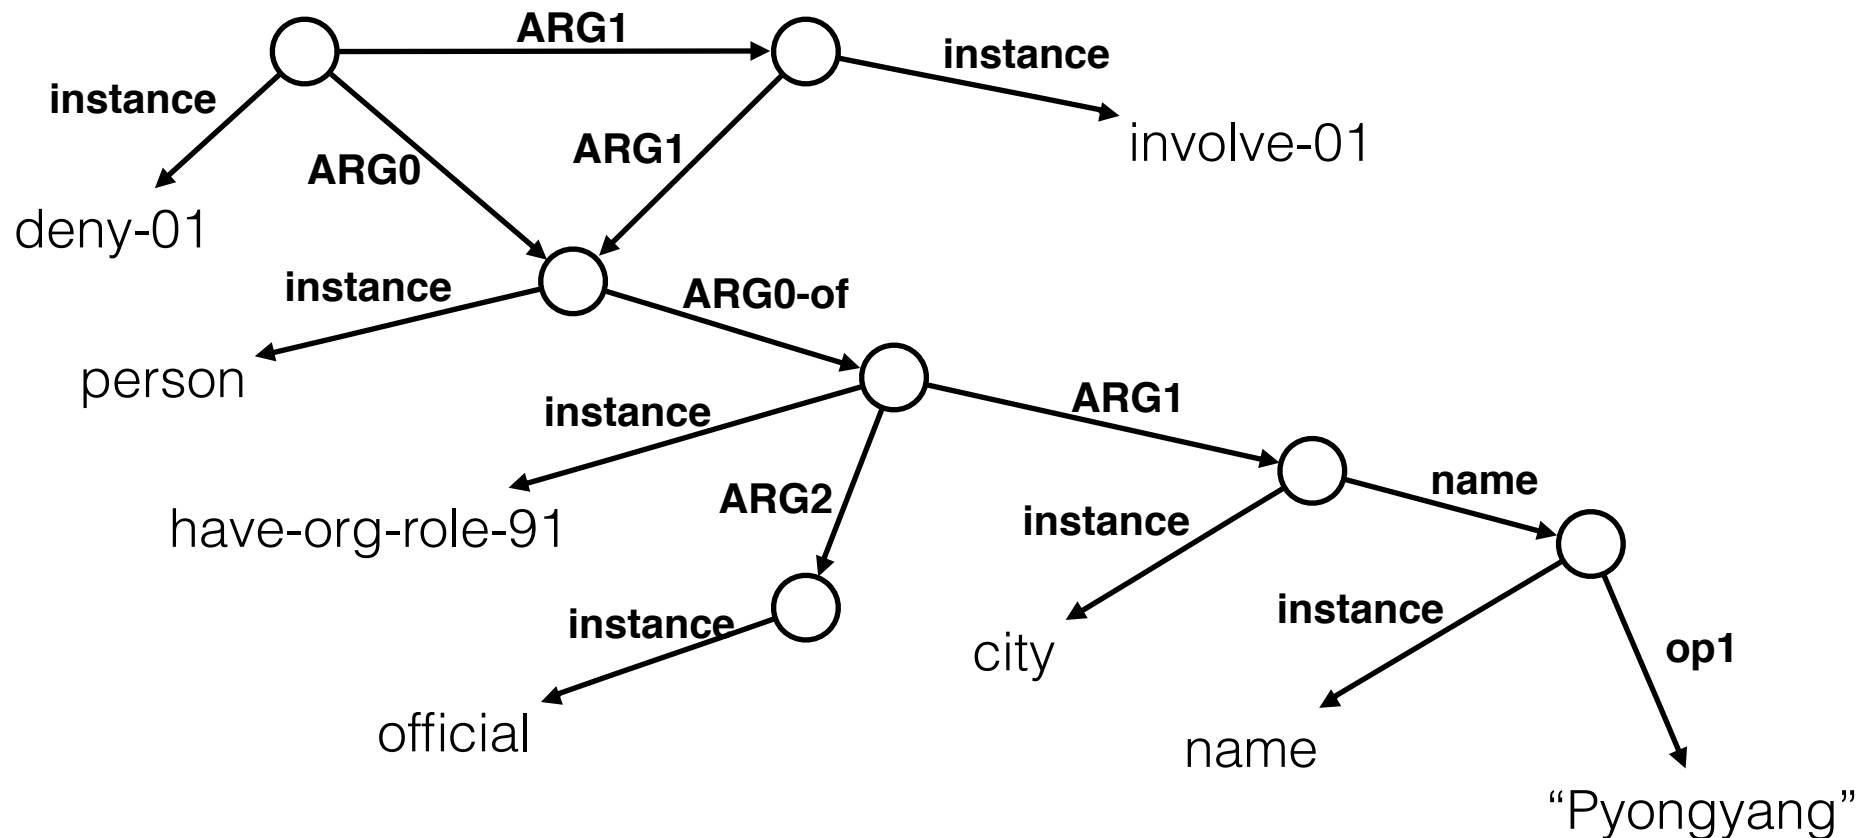 ARG1
instance
instance
involve-01
ARG0
ARG1
deny-01
instance
ARG0-of
person
instance
ARG1
ARG2
name
have-org-role-91
instance
instance
instance
op1
official
city
name
“Pyongyang”